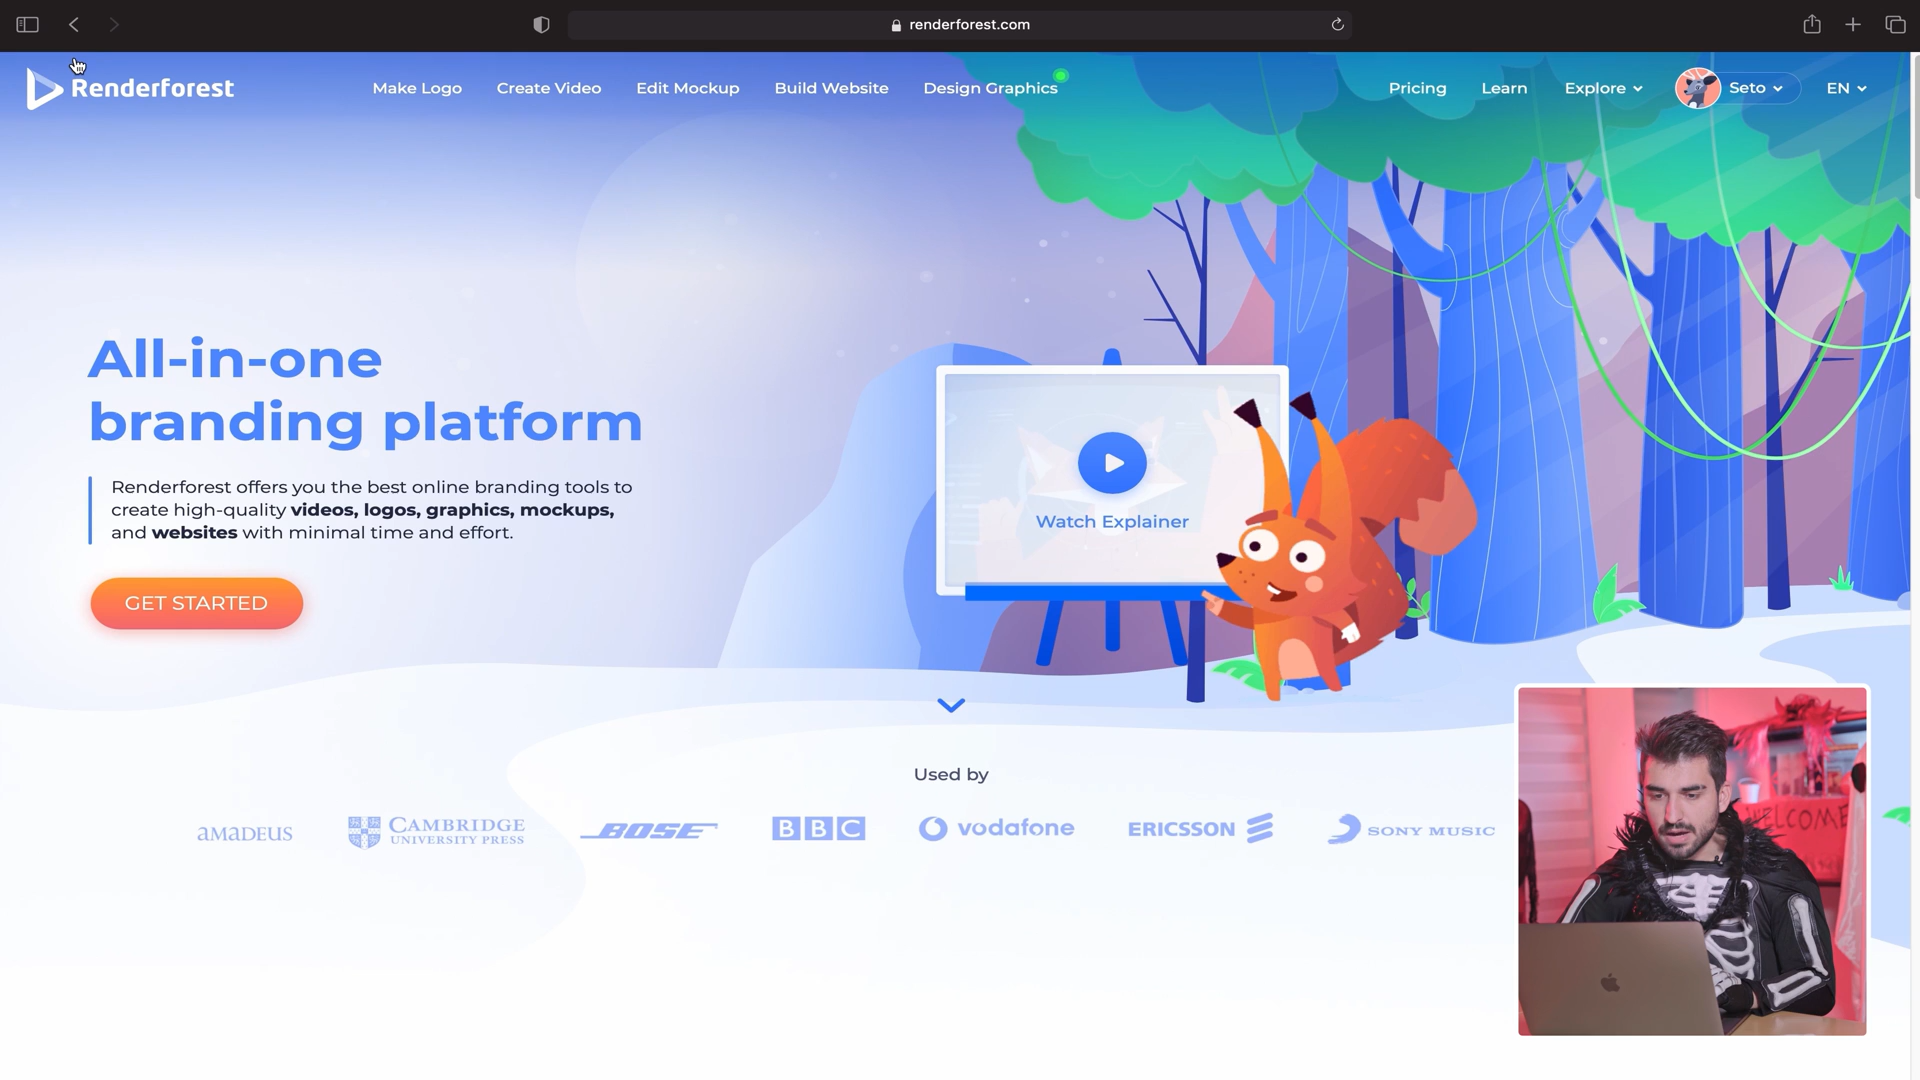 renderforest.com
Renderforest
Make Logo
Create Video
Edit Mockup
Build Website
Design Graphics
Pricing
Learn
Explore
Seto
EN
All-in-one
branding platform
Renderforest offers you the best online branding tools to
create high-quality videos, logos, graphics, mockups,
and websites with minimal time and effort.
GET STARTED
Watch Explainer
Used by
amadeus
CAMBRIDGE
UNIVERSITY PRESS
BOSE
BBC
vodafone
ERICSSON
SONY MUSIC
WELCOME